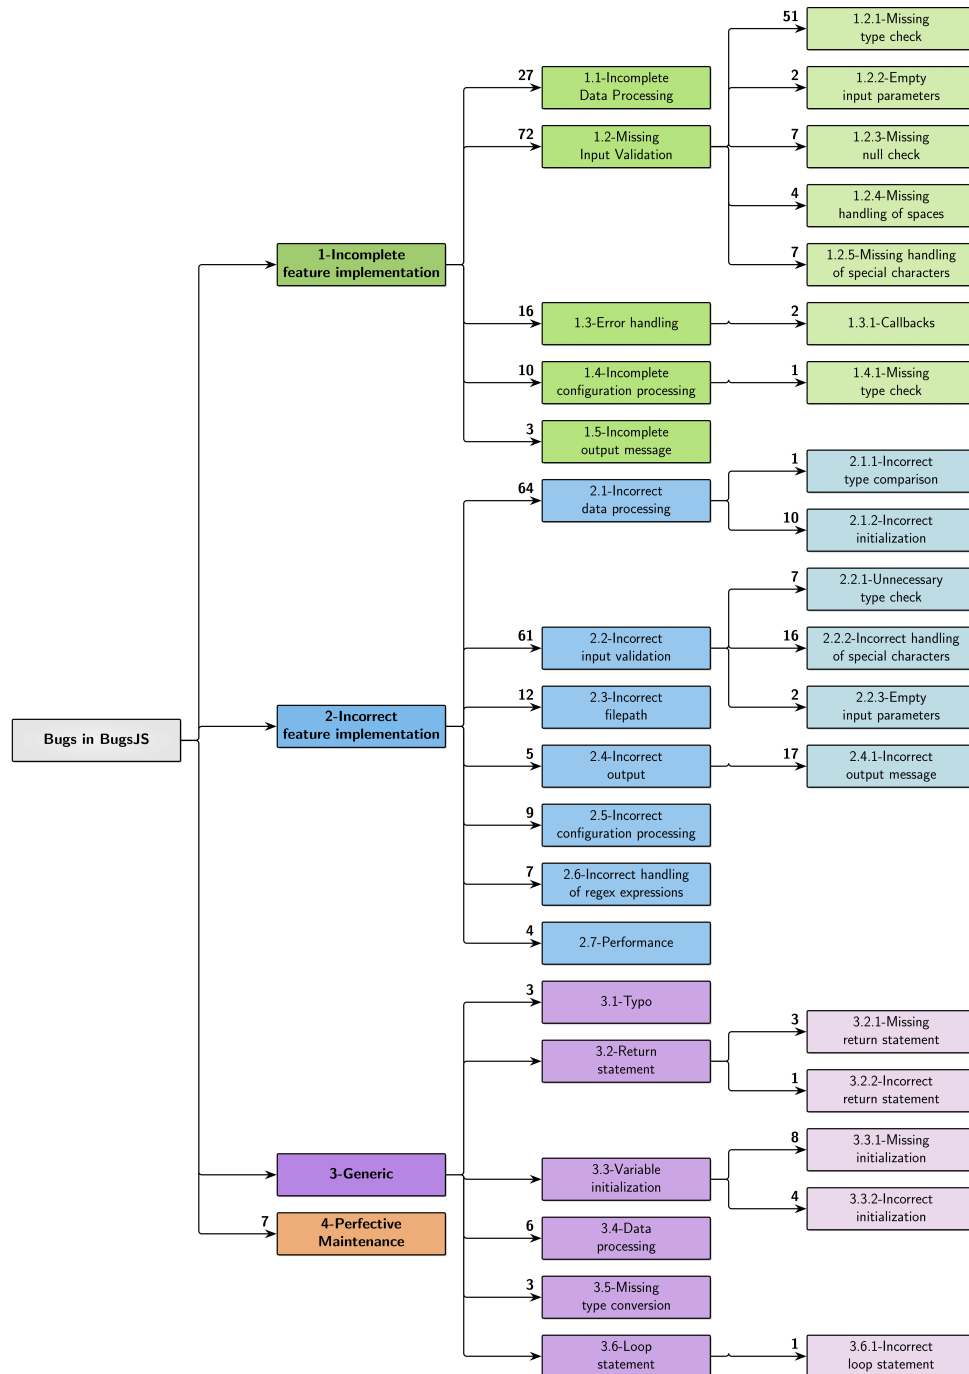 Bugs in BugsJS
1-Incomplete
feature implementation
27
1.1-Incomplete
Data Processing
72
1.2-Missing
Input Validation
51
1.2.1-Missing
type check
2
1.2.2-Empty
input parameters
7
1.2.3-Missing
null check
4
1.2.4-Missing
handling of spaces
7
1.2.5-Missing handling
of special characters
16
1.3-Error handling
2
1.3.1-Callbacks
10
1.4-Incomplete
configuration processing
1
1.4.1-Missing
type check
3
1.5-Incomplete
output message
2-Incorrect
feature implementation
64
2.1-Incorrect
data processing
1
2.1.1-Incorrect
type comparison
10
2.1.2-Incorrect
initialization
61
2.2-Incorrect
input validation
7
2.2.1-Unnecessary
type check
16
2.2.2-Incorrect handling
of special characters
2
2.2.3-Empty
input parameters
12
2.3-Incorrect
filepath
5
2.4-Incorrect
output
17
2.4.1-Incorrect
output message
9
2.5-Incorrect
configuration processing
7
2.6-Incorrect handling
of regex expressions
4
2.7-Performance
3-Generic
3
3.1-Typo
3.2-Return
statement
3
3.2.1-Missing
return statement
1
3.2.2-Incorrect
return statement
3.3-Variable
initialization
8
3.3.1-Missing
initialization
4
3.3.2-Incorrect
initialization
6
3.4-Data
processing
3
3.5-Missing
type conversion
3.6-Loop
statement
1
3.6.1-Incorrect
loop statement
7
4-Perfective
Maintenance